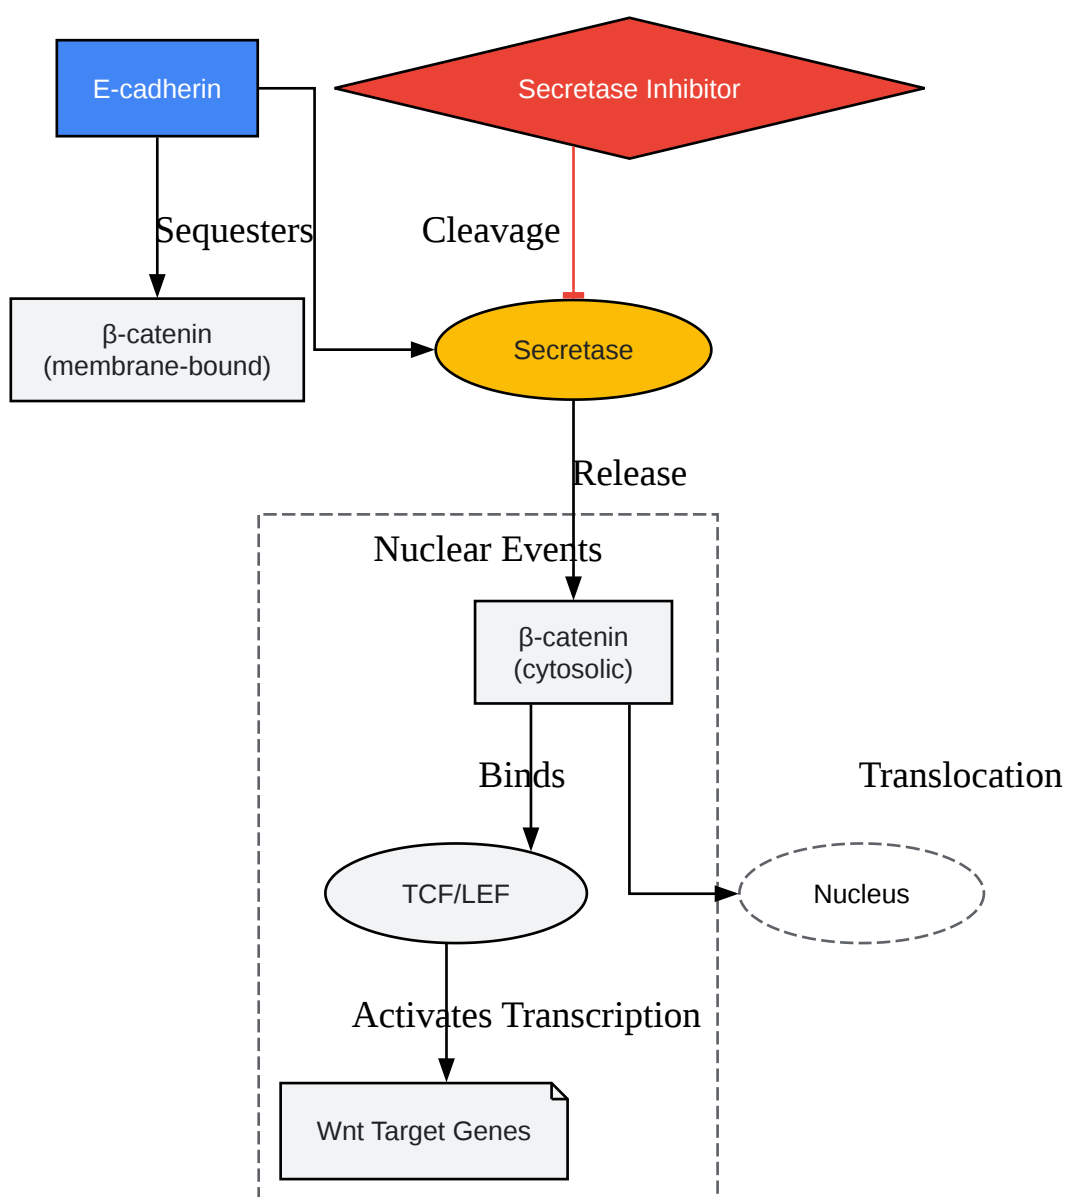 E-cadherin
Secretase Inhibitor
Sequesters
Cleavage
β-catenin
(membrane-bound)
Secretase
Release
Nuclear Events
β-catenin
(cytosolic)
Binds
Translocation
TCF/LEF
Nucleus
Activates Transcription
Wnt Target Genes